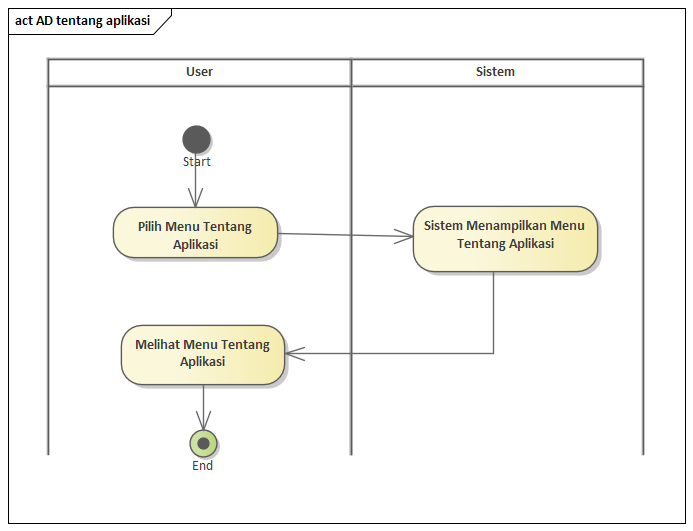 act AD tentang aplikasi
User
Sistem
Start
Pilih Menu Tentang
Aplikasi
Sistem Menampilkan Menu
Tentang Aplikasi
Melihat Menu Tentang
Aplikasi
End